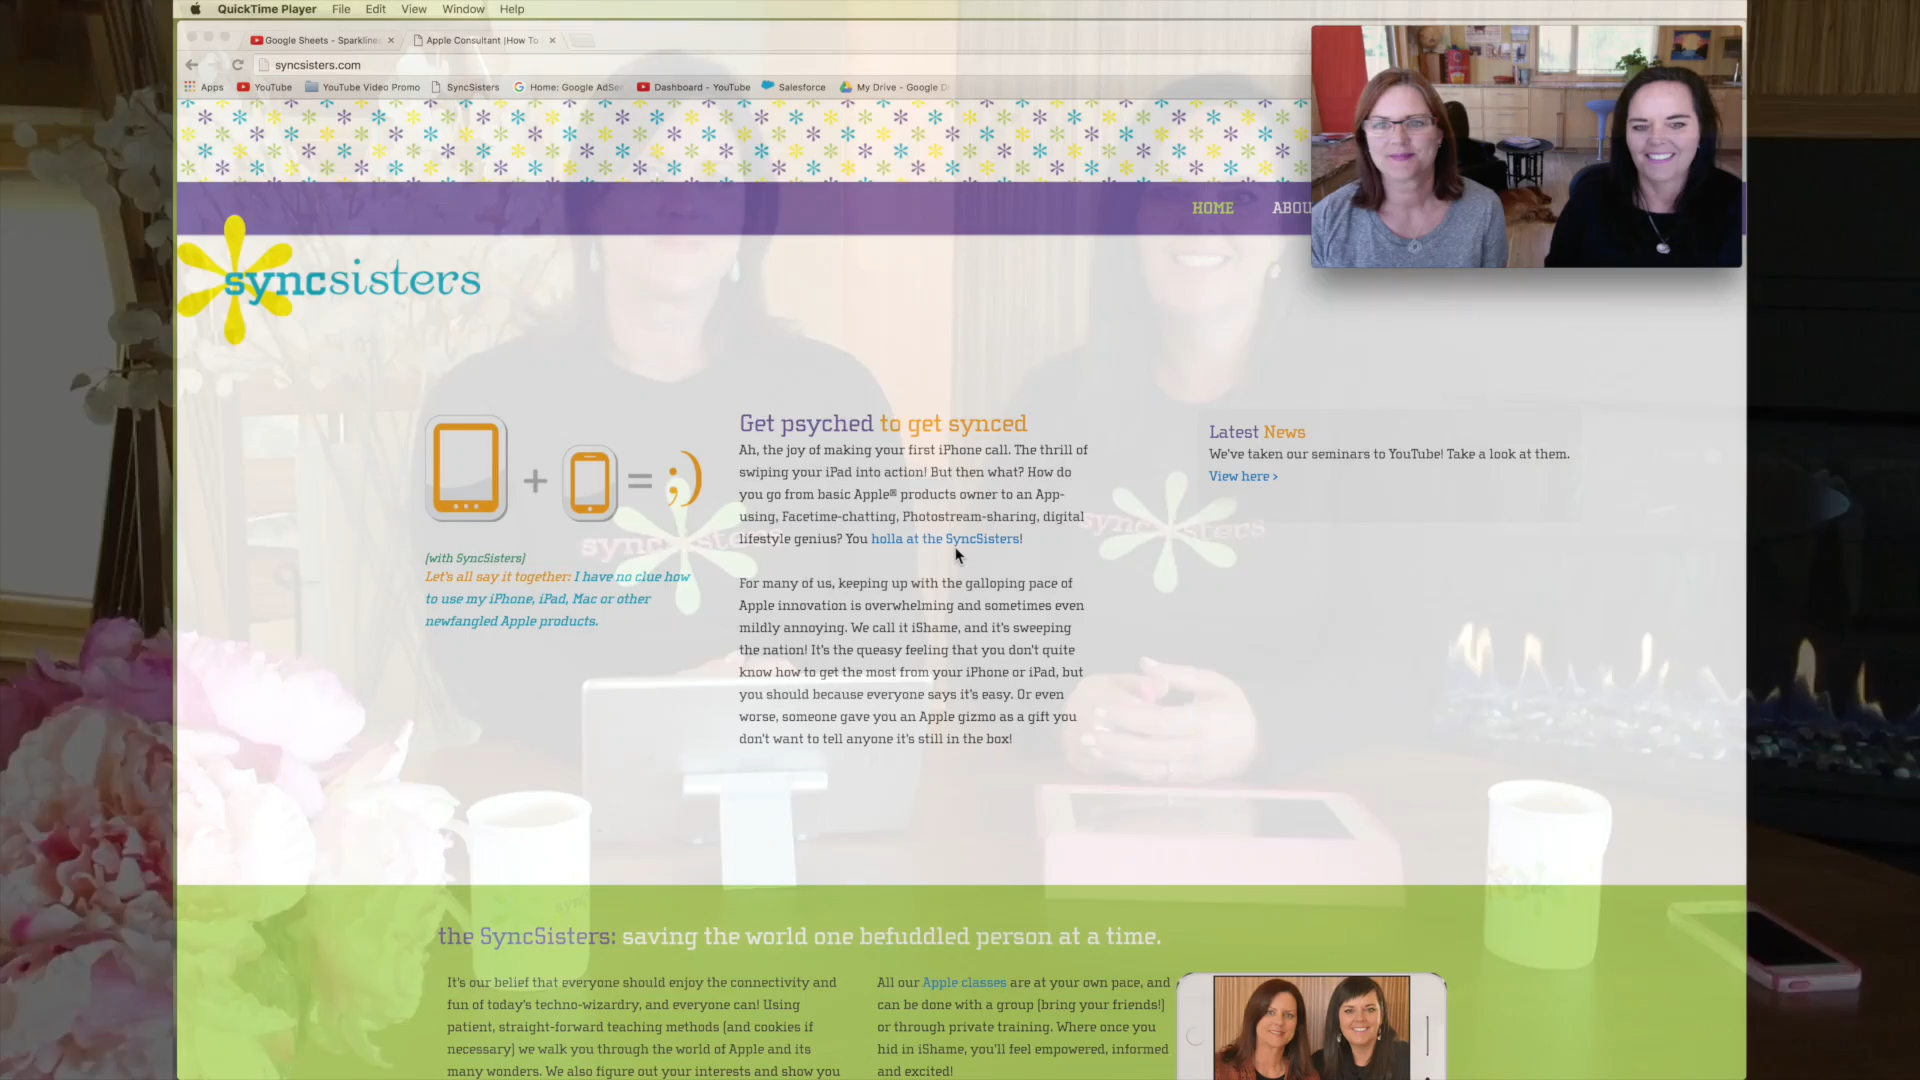 QuickTime Player File Edit View Window Help
Google Sheets - Sparkline
Apple Consultant |How To
syncsisters.com
Apps YouTube YouTube Video Promo SyncSisters Home: Google AdSe Dashboard - YouTube Salesforce My Drive - Google D
HOME ABOU
syncsisters
Get psyched to get synced
Ah, the joy of making your first iPhone call. The thrill of
swiping your iPad into action! But then what? How do
you go from basic Apple® products owner to an App-
using, Facetime-chatting, Photostream-sharing, digital
lifestyle genius? You holla at the SyncSisters!
For many of us, keeping up with the galloping pace of
Apple innovation is overwhelming and sometimes even
mildly annoying. We call it iShame, and it's sweeping
the nation! It's the queasy feeling that you don't quite
know how to get the most from your iPhone or iPad, but
you should because everyone says it's easy. Or even
worse, someone gave you an Apple gizmo as a gift you
don't want to tell anyone it's still in the box!
+ = ;)
(with SyncSisters)
Let's all say it together: I have no clue how
to use my iPhone, iPad, Mac or other
newfangled Apple products.
Latest News
We've taken our seminars to YouTube! Take a look at them.
View here >
the SyncSisters: saving the world one befuddled person at a time.
It's our belief that everyone should enjoy the connectivity and
fun of today's techno-wizardry, and everyone can! Using
patient, straight-forward teaching methods (and cookies if
necessary) we walk you through the world of Apple and its
many wonders. We also figure out your interests and show you
All our Apple classes are at your own pace, and
can be done with a group (bring your friends!)
or through private training. Where once you
hid in iShame, you'll feel empowered, informed
and excited!